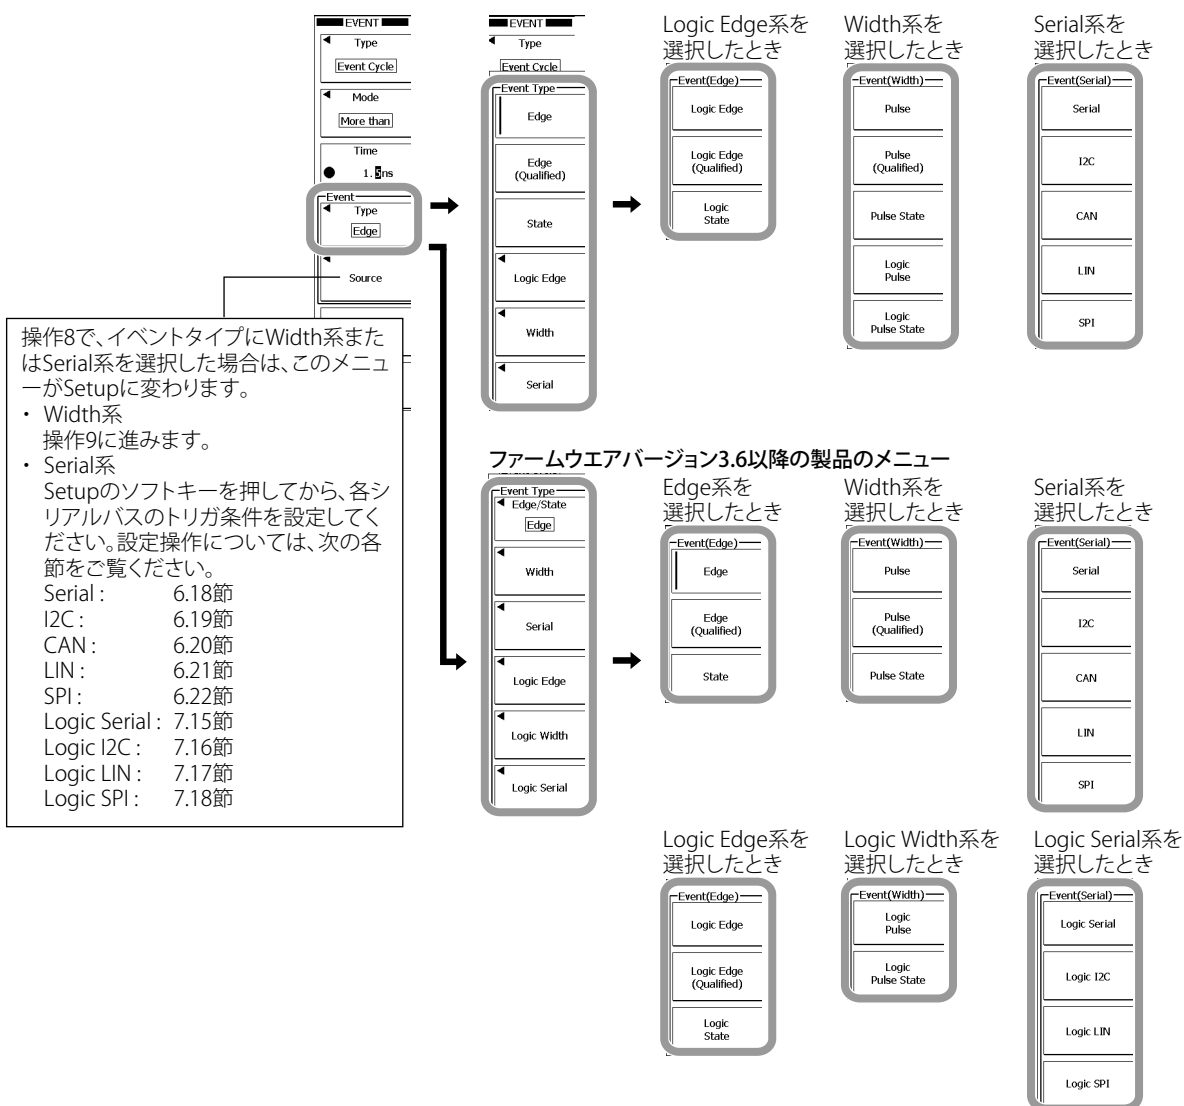 EVENT
Type
Event Cycle
Mode
More than
Time
1.5ns
Event
Type
Edge
Source
EVENT
Type
Event Cycle
Event Type
Edge
Edge
(Qualified)
State
Logic Edge
Width
Serial
Logic Edge系を
選択したとき
Event(Edge)
Logic Edge
Logic Edge
(Qualified)
Logic
State
Width系を
選択したとき
Event(Width)
Pulse
Pulse
(Qualified)
Pulse State
Logic
Pulse
Logic
Pulse State
Serial系を
選択したとき
Event(Serial)
Serial
I2C
CAN
LIN
SPI
操作8で、イベントタイプにWidth系また
はSerial系を選択した場合は、このメニュ
ーがSetupに変わります。
・ Width系
操作9に進みます。
・ Serial系
Setupのソフトキーを押してから、各シ
リアルバスのトリガ条件を設定してく
ださい。設定操作については、次の各
節をご覧ください。
Serial : 6.18節
I2C : 6.19節
CAN : 6.20節
LIN : 6.21節
SPI : 6.22節
Logic Serial : 7.15節
Logic I2C : 7.16節
Logic LIN : 7.17節
Logic SPI : 7.18節
ファームウエアバージョン3.6以降の製品のメニュー
Event Type
Edge/State
Edge
Width
Serial
Logic Edge
Logic Width
Logic Serial
Edge系を
選択したとき
Event(Edge)
Edge
Edge
(Qualified)
State
Width系を
選択したとき
Event(Width)
Pulse
Pulse
(Qualified)
Pulse State
Serial系を
選択したとき
Event(Serial)
Serial
I2C
CAN
LIN
SPI
Logic Edge系を
選択したとき
Event(Edge)
Logic Edge
Logic Edge
(Qualified)
Logic
State
Logic Width系を
選択したとき
Event(Width)
Logic
Pulse
Logic
Pulse State
Logic Serial系を
選択したとき
Event(Serial)
Logic Serial
Logic I2C
Logic LIN
Logic SPI